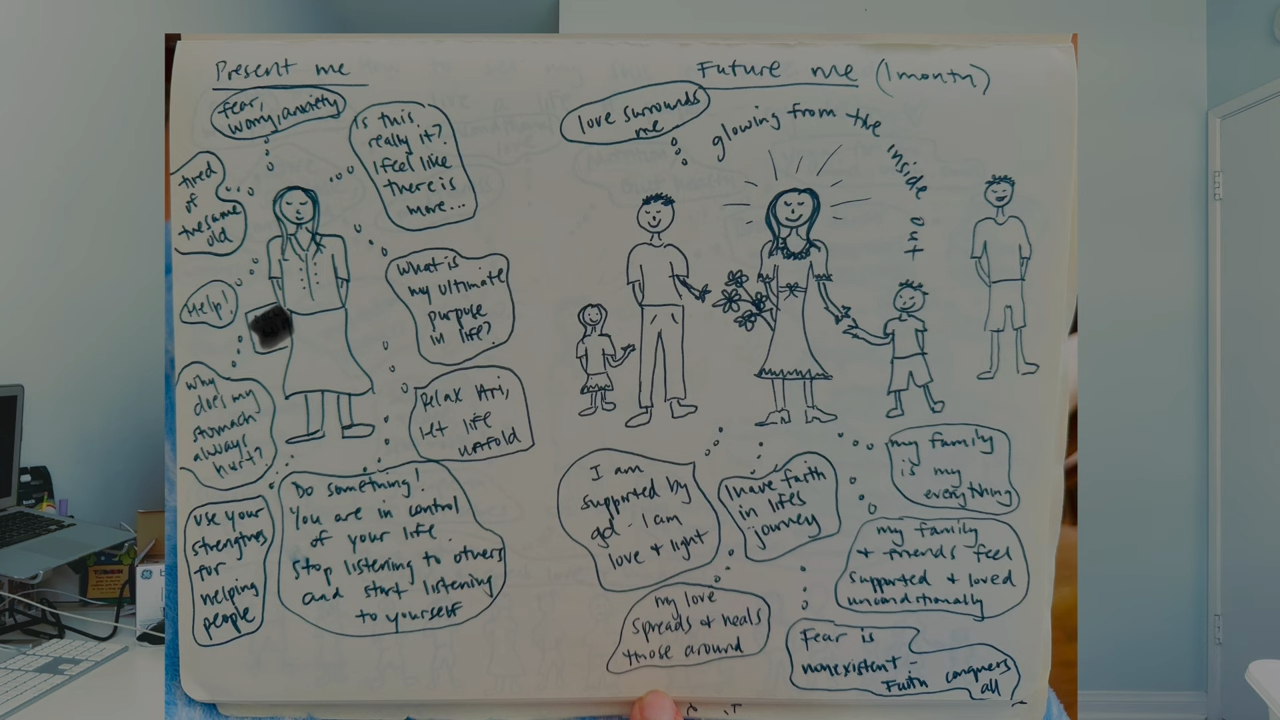 Present me
fear,
worry, anxiety
Is this
really it?
I feel like
there is
more...
tired
of
the same
old
Help!
What is
my ultimate
purpose
in life?
Why
does my
stomach
always
hurt?
Relax Ari,
let life
unfold
Use your
strengths
for
helping
people
Do something!
You are in control
of your life.
Stop listening to others
and start listening
to yourself
Future me (1 month)
love surrounds
me
glowing from the inside out
I am
supported by
god - I am
love + light
I have faith
in lifes
journey
my family
is my
everything
my family
+ friends feel
supported + loved
unconditionally
my love
spreads + heals
those around
Fear is
nonexistent -
Faith conquers
all